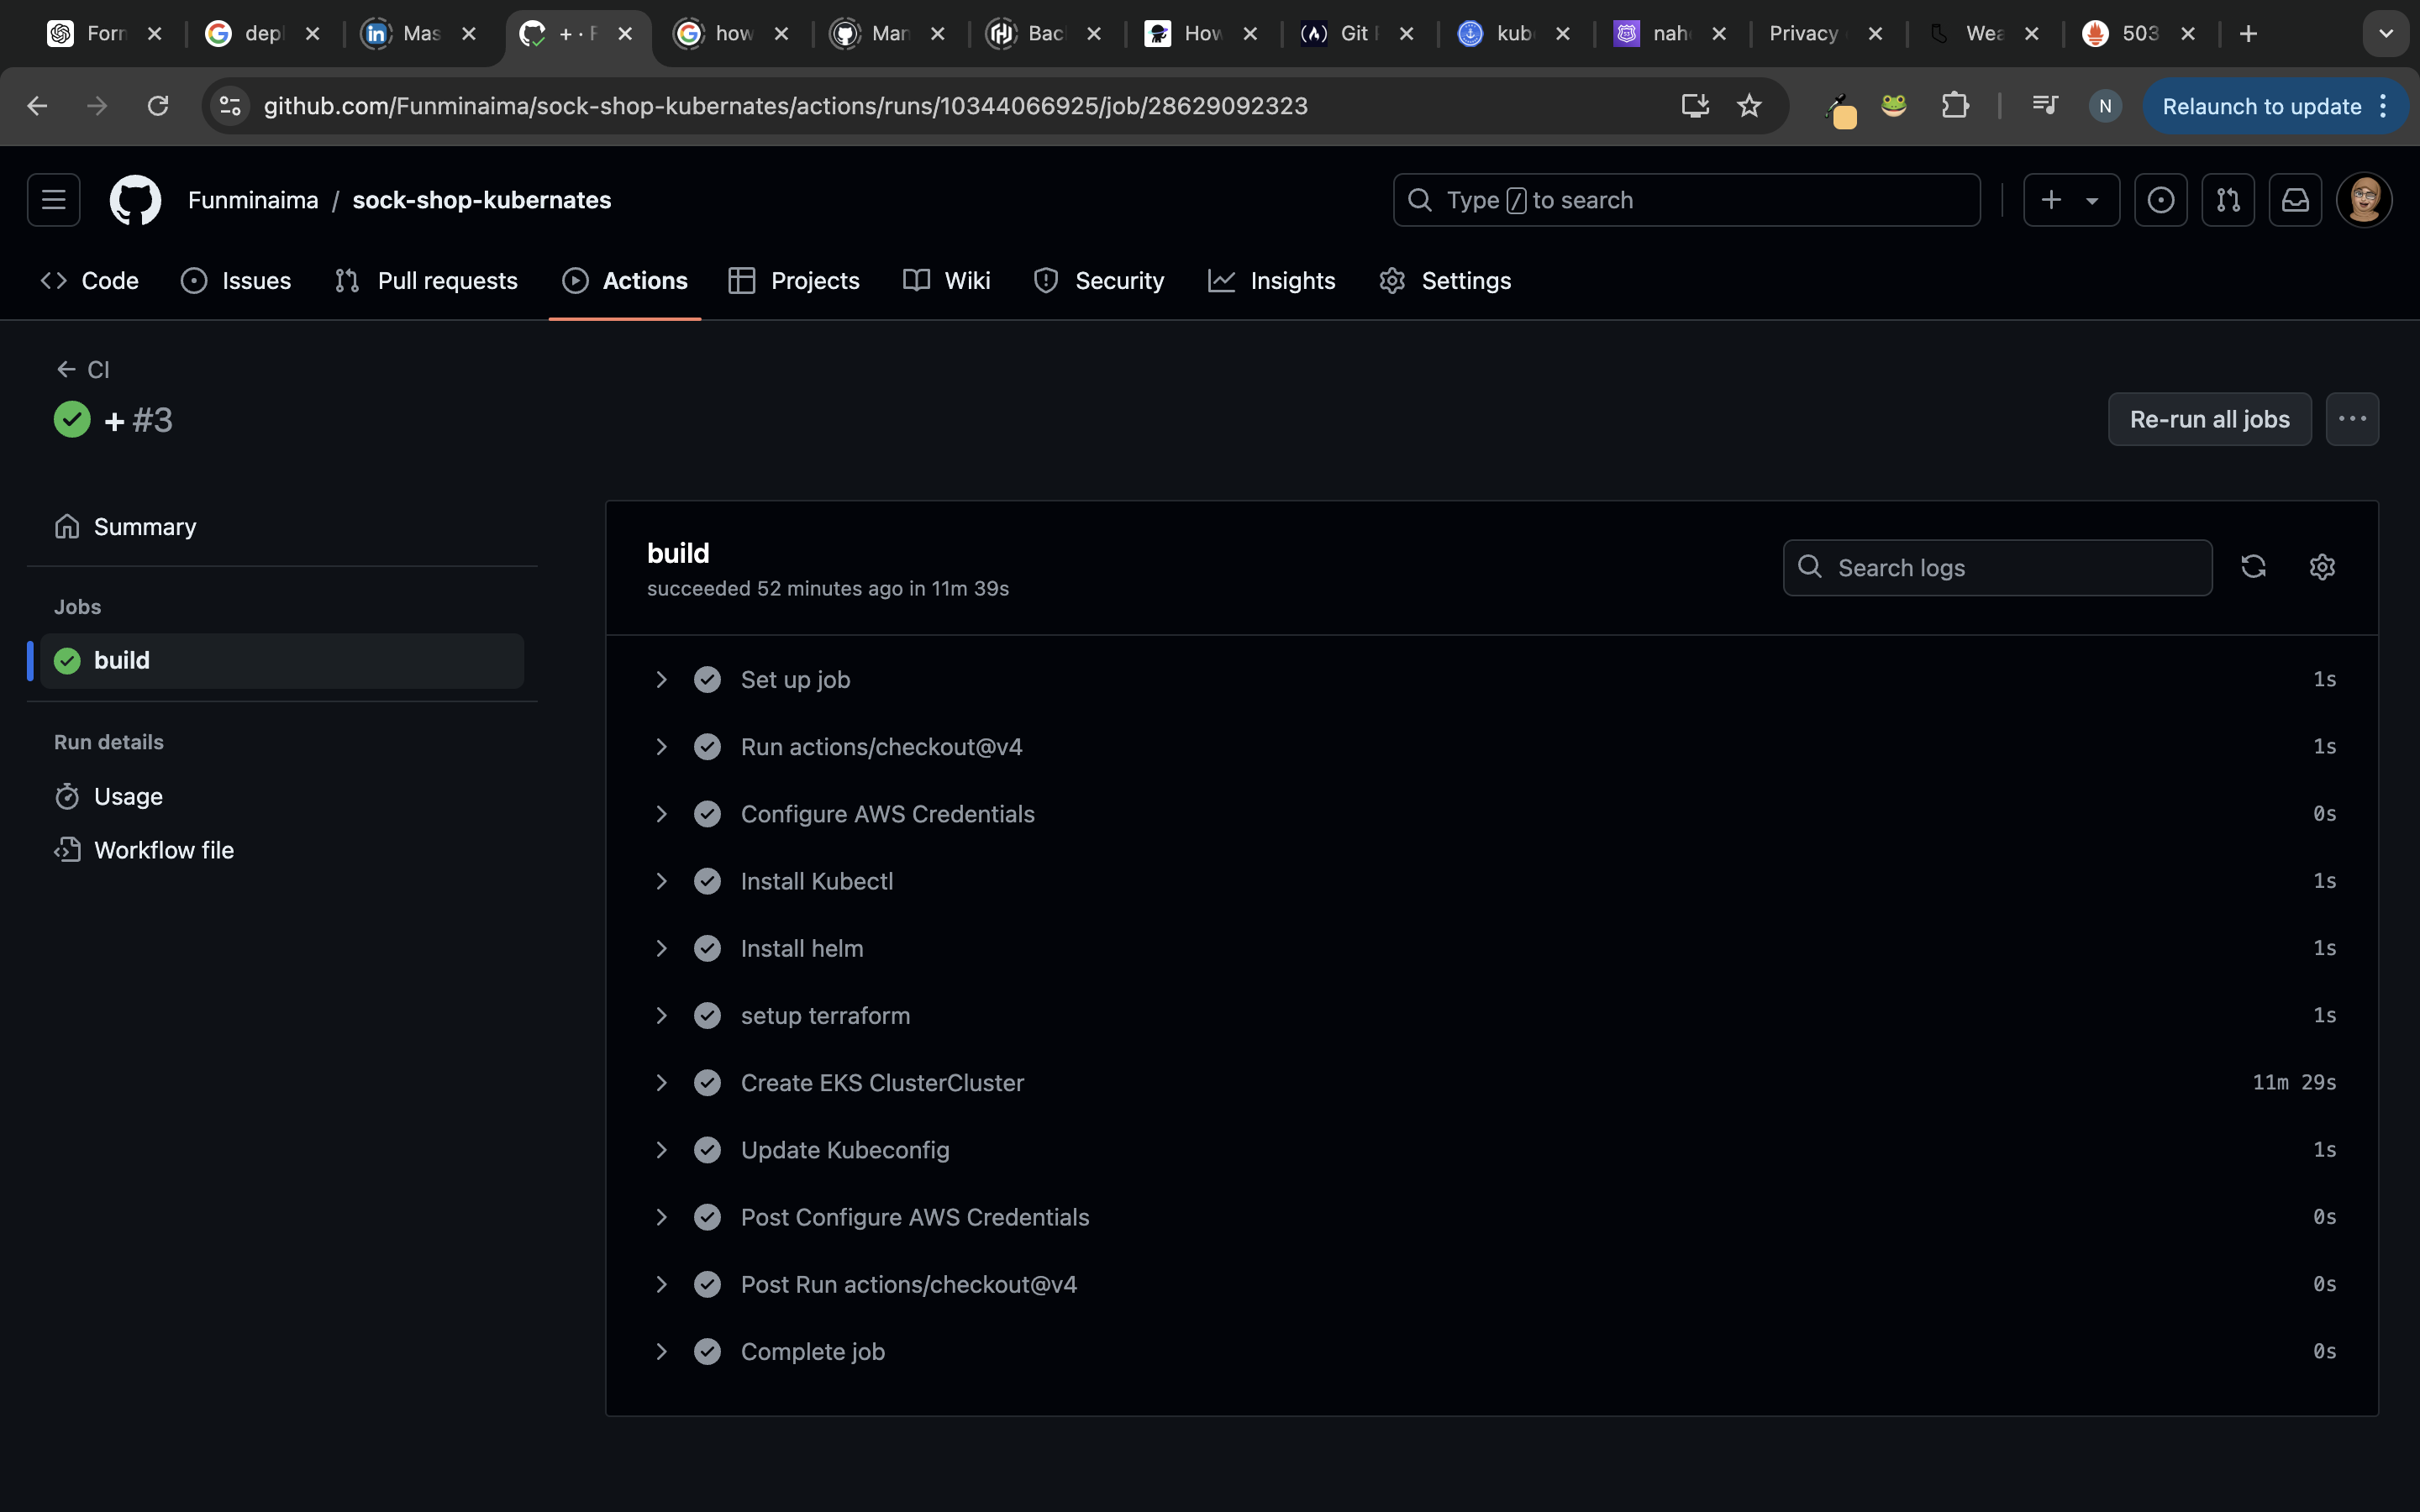 Forn
depl
Mas
+ · F
how
Man
Bac
How
Git
kub
nah
Privacy
Wea
503
github.com/Funminaima/sock-shop-kubernates/actions/runs/10344066925/job/28629092323
N
Relaunch to update
Funminaima / sock-shop-kubernates
Type / to search
Code
Issues
Pull requests
Actions
Projects
Wiki
Security
Insights
Settings
CI
+ #3
Re-run all jobs
Summary
Jobs
build
Run details
Usage
Workflow file
build
succeeded 52 minutes ago in 11m 39s
Search logs
Set up job 1s
Run actions/checkout@v4 1s
Configure AWS Credentials 0s
Install Kubectl 1s
Install helm 1s
setup terraform 1s
Create EKS ClusterCluster 11m 29s
Update Kubeconfig 1s
Post Configure AWS Credentials 0s
Post Run actions/checkout@v4 0s
Complete job 0s